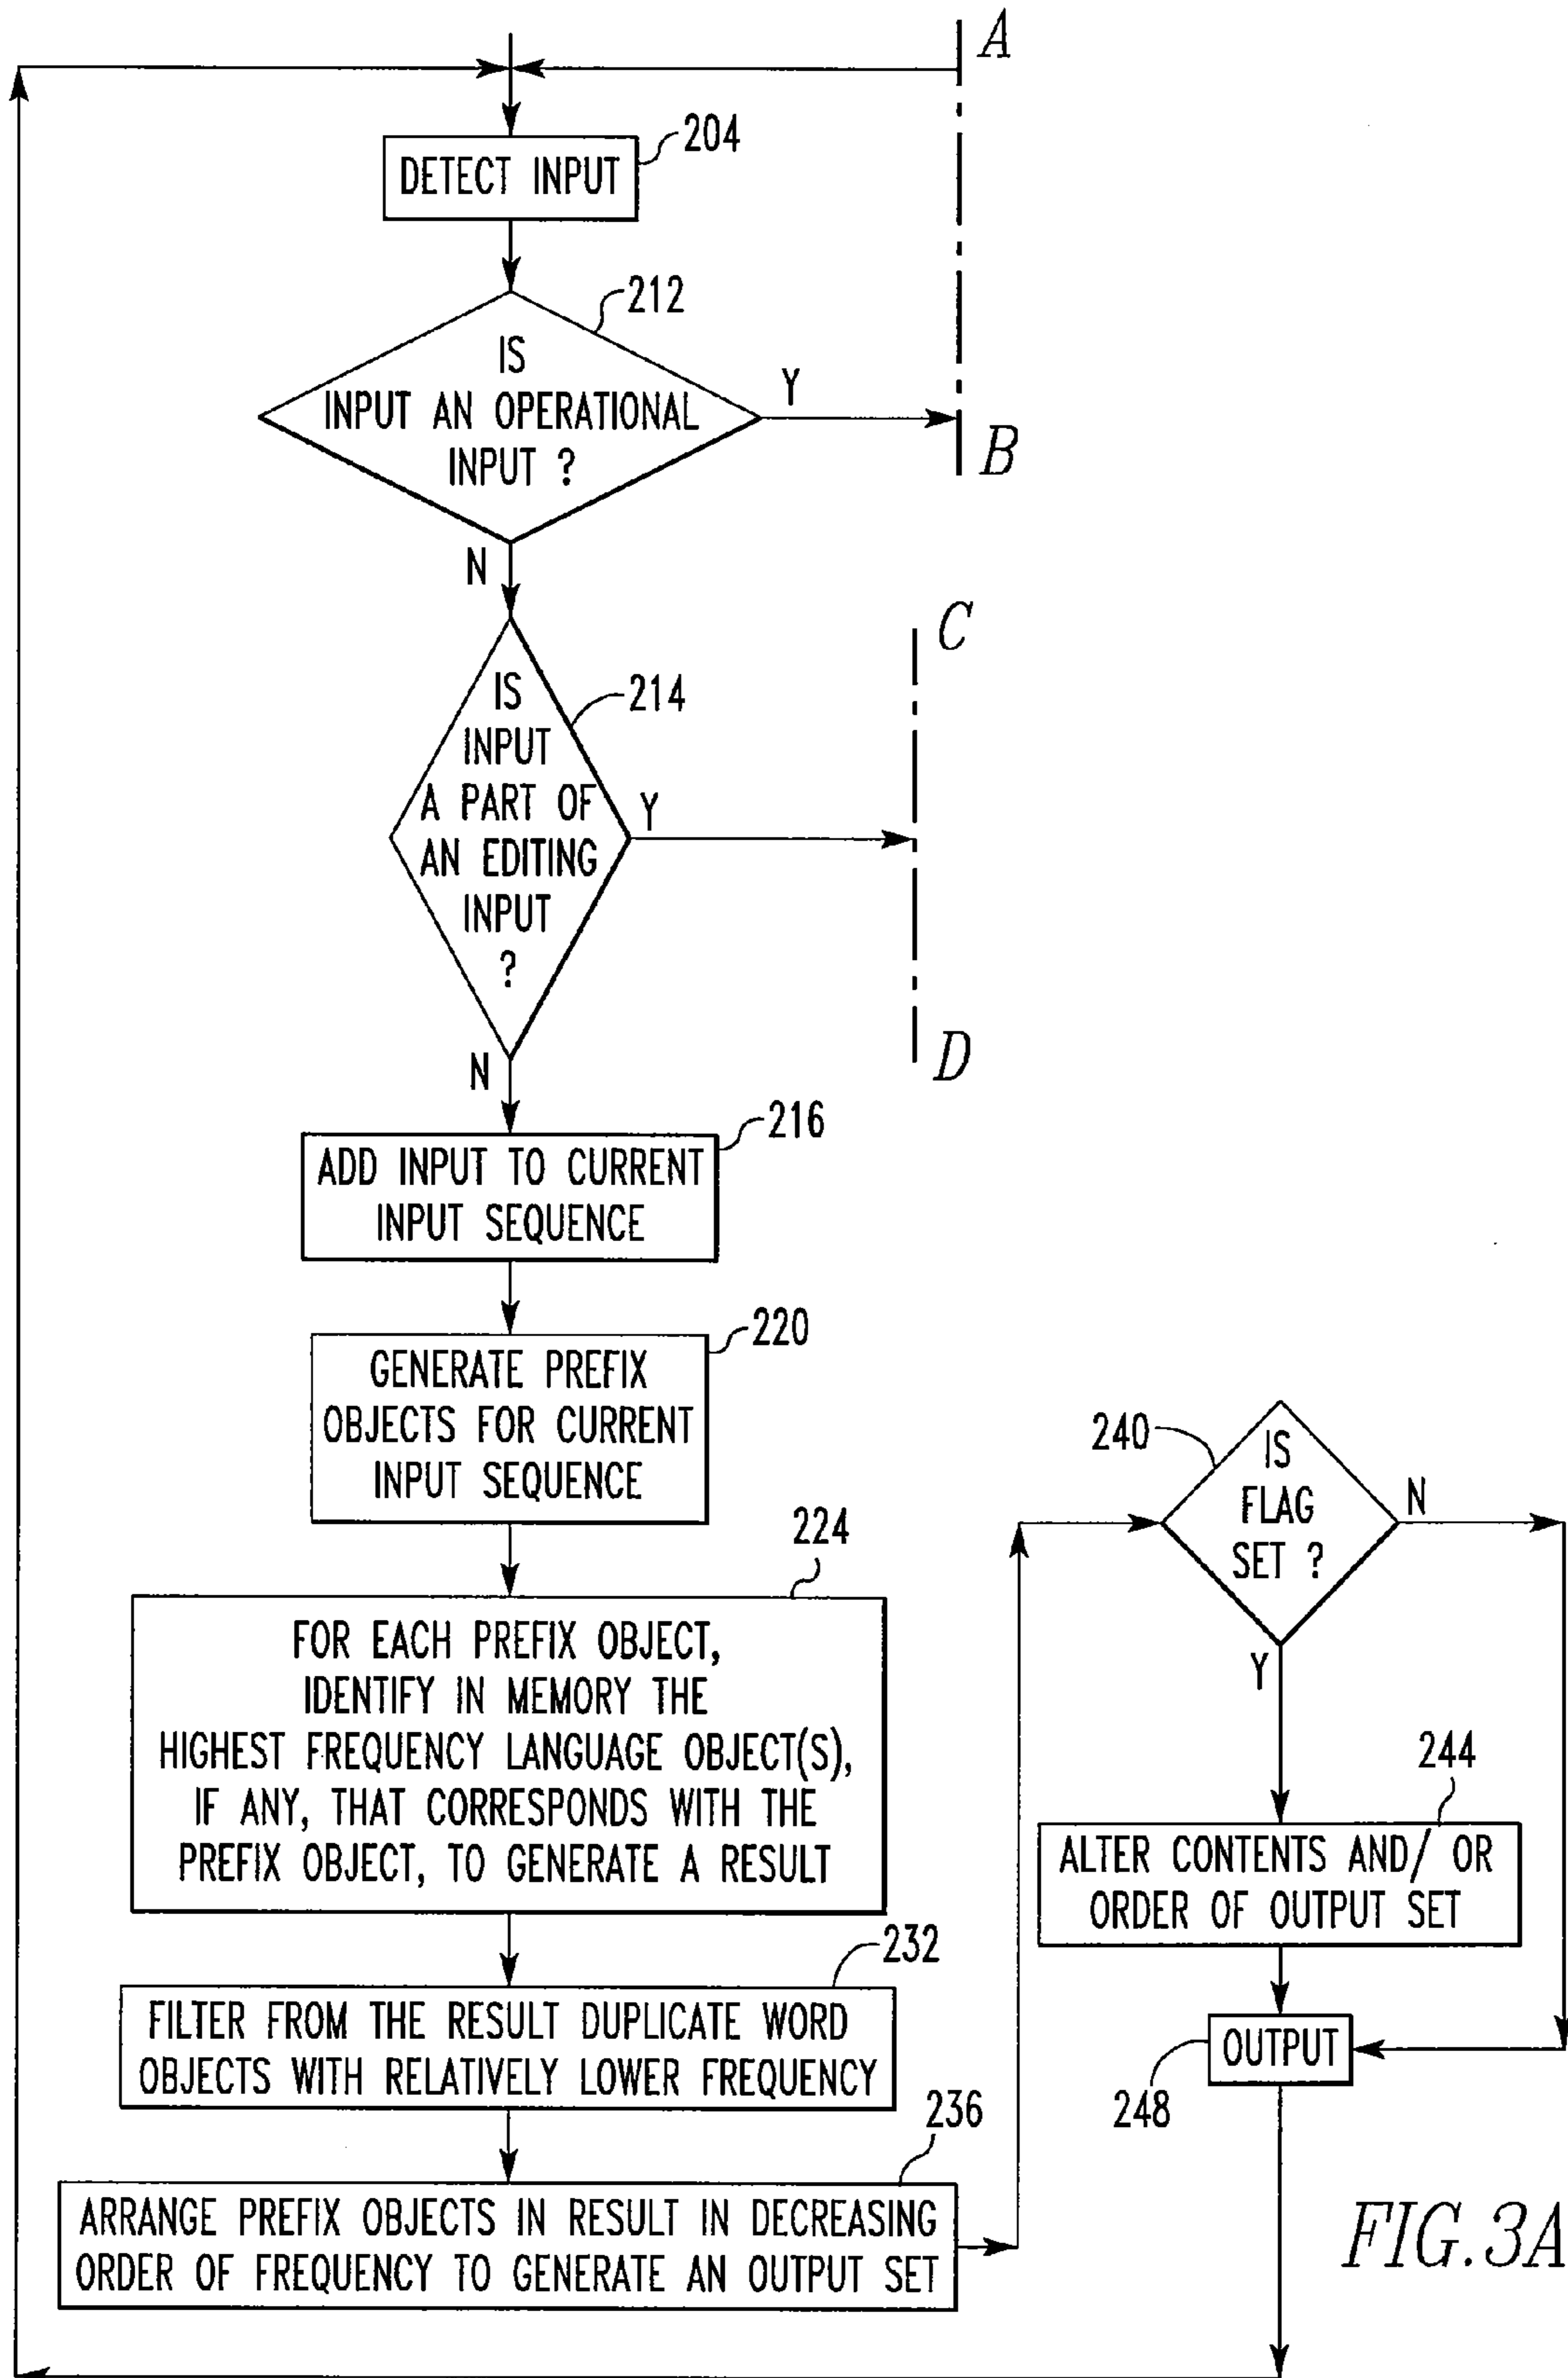 A
204
DETECT INPUT
212
IS
INPUT AN OPERATIONAL
INPUT ?
Y
B
N
C
214
IS
INPUT
A PART OF
AN EDITING
INPUT
?
Y
D
N
216
ADD INPUT TO CURRENT
INPUT SEQUENCE
220
GENERATE PREFIX
OBJECTS FOR CURRENT
INPUT SEQUENCE
224
FOR EACH PREFIX OBJECT,
IDENTIFY IN MEMORY THE
HIGHEST FREQUENCY LANGUAGE OBJECT(S),
IF ANY, THAT CORRESPONDS WITH THE
PREFIX OBJECT, TO GENERATE A RESULT
232
FILTER FROM THE RESULT DUPLICATE WORD
OBJECTS WITH RELATIVELY LOWER FREQUENCY
236
ARRANGE PREFIX OBJECTS IN RESULT IN DECREASING
ORDER OF FREQUENCY TO GENERATE AN OUTPUT SET
240
IS
FLAG
SET ?
N
Y
244
ALTER CONTENTS AND/ OR
ORDER OF OUTPUT SET
OUTPUT
248
FIG.3A